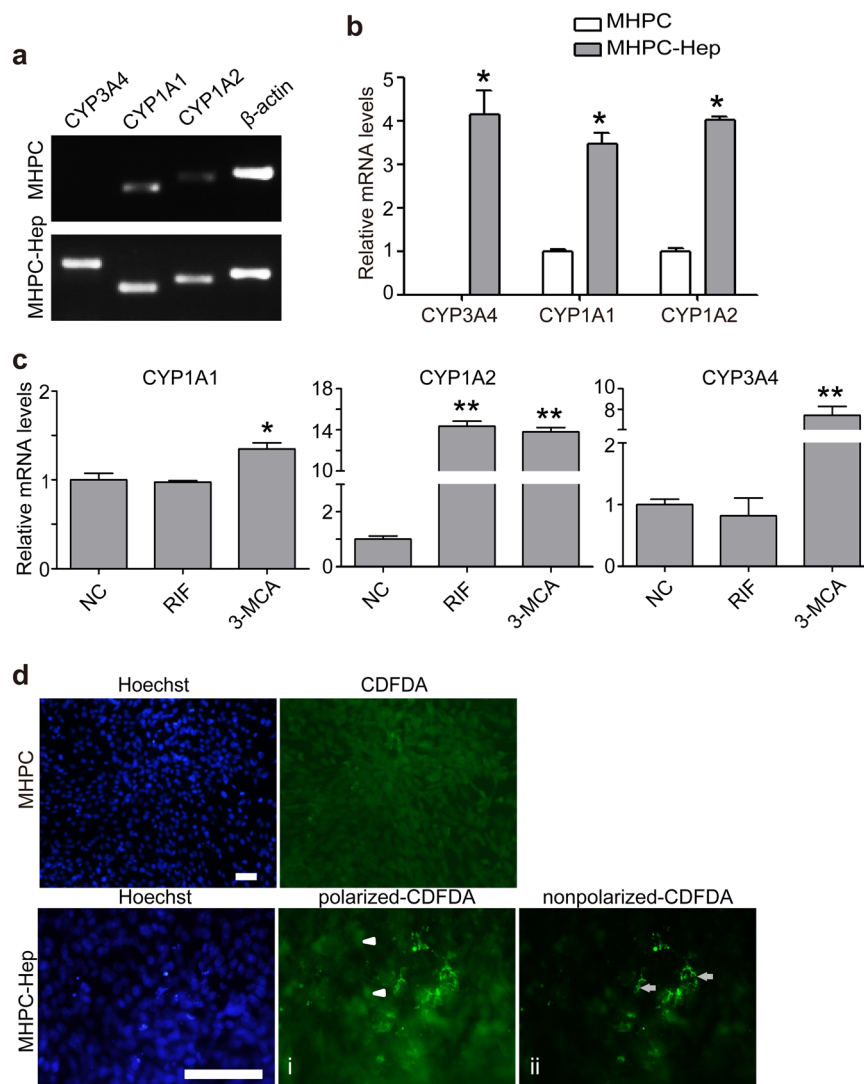 a
CYP3A4 CYP1A1 CYP1A2 β-actin
MHPC
MHPC-Hep
b
MHPC
MHPC-Hep
Relative mRNA levels
5
4
3
2
1
0
* * *
CYP3A4 CYP1A1 CYP1A2
c
CYP1A1
Relative mRNA levels
2
1
0
*
NC RIF 3-MCA
CYP1A2
18
14
10
2
1
0
** **
NC RIF 3-MCA
CYP3A4
10
8
6
2
1
0
**
NC RIF 3-MCA
d
Hoechst CDFDA
MHPC
Hoechst polarized-CDFDA nonpolarized-CDFDA
MHPC-Hep
i ii